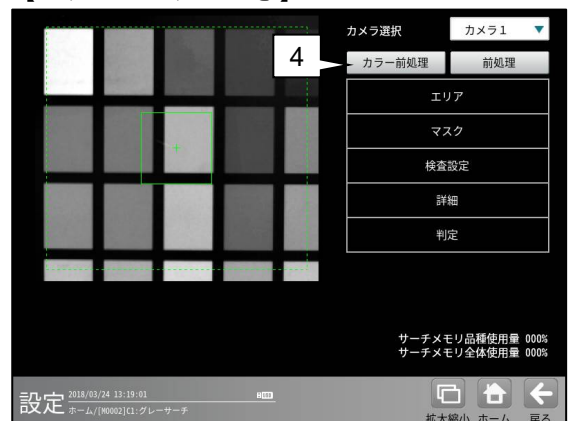 カメラ選択
カメラ1
4
カラー前処理
前処理
エリア
マスク
検査設定
詳細
判定
サーチメモリ品種使用量 000%
サーチメモリ全体使用量 000%
設定
2018/03/24 13:19:01
ホーム/[M0002]C1:グレーサーチ
拡大縮小
ホーム
戻る